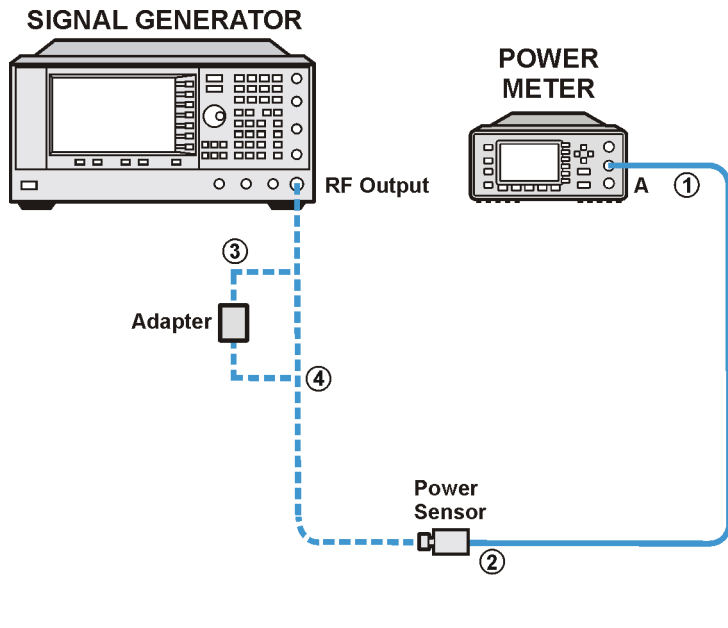 SIGNAL GENERATOR
POWER
METER
RF Output
A
①
③
Adapter
④
Power
Sensor
②